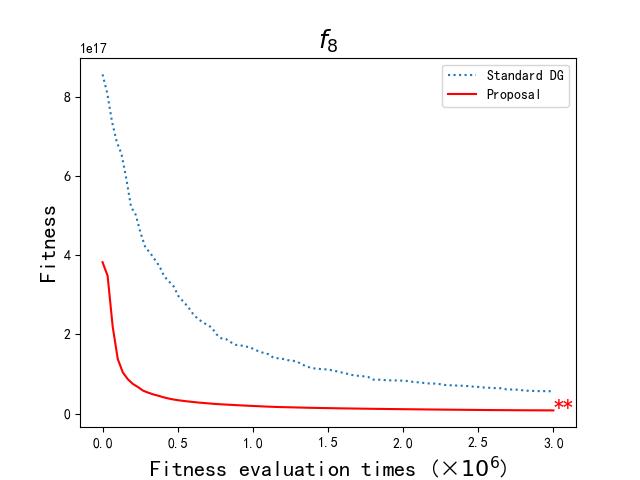 f₈
1e17
Standard DG
Proposal
8
6
4
2
0
Fitness
**
0.0 0.5 1.0 1.5 2.0 2.5 3.0
Fitness evaluation times (×10⁶)